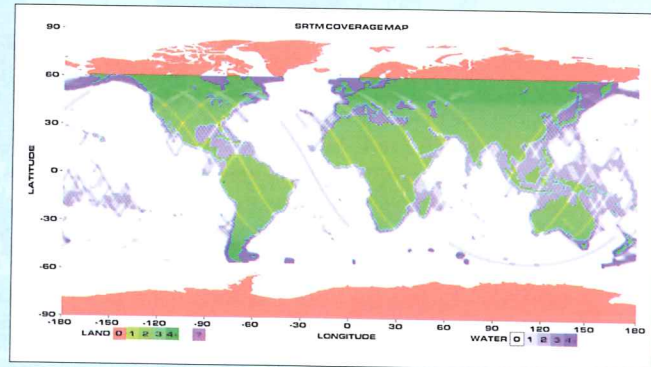 SRTM COVERAGE MAP
90
60
30
0
-30
-60
-90
LATITUDE
-180 -150 -120 -90 -60 -30 0 30 60 90 120 150 180
LAND 0 1 2 3 4+ ?
LONGITUDE
WATER 0 1 2 3 4